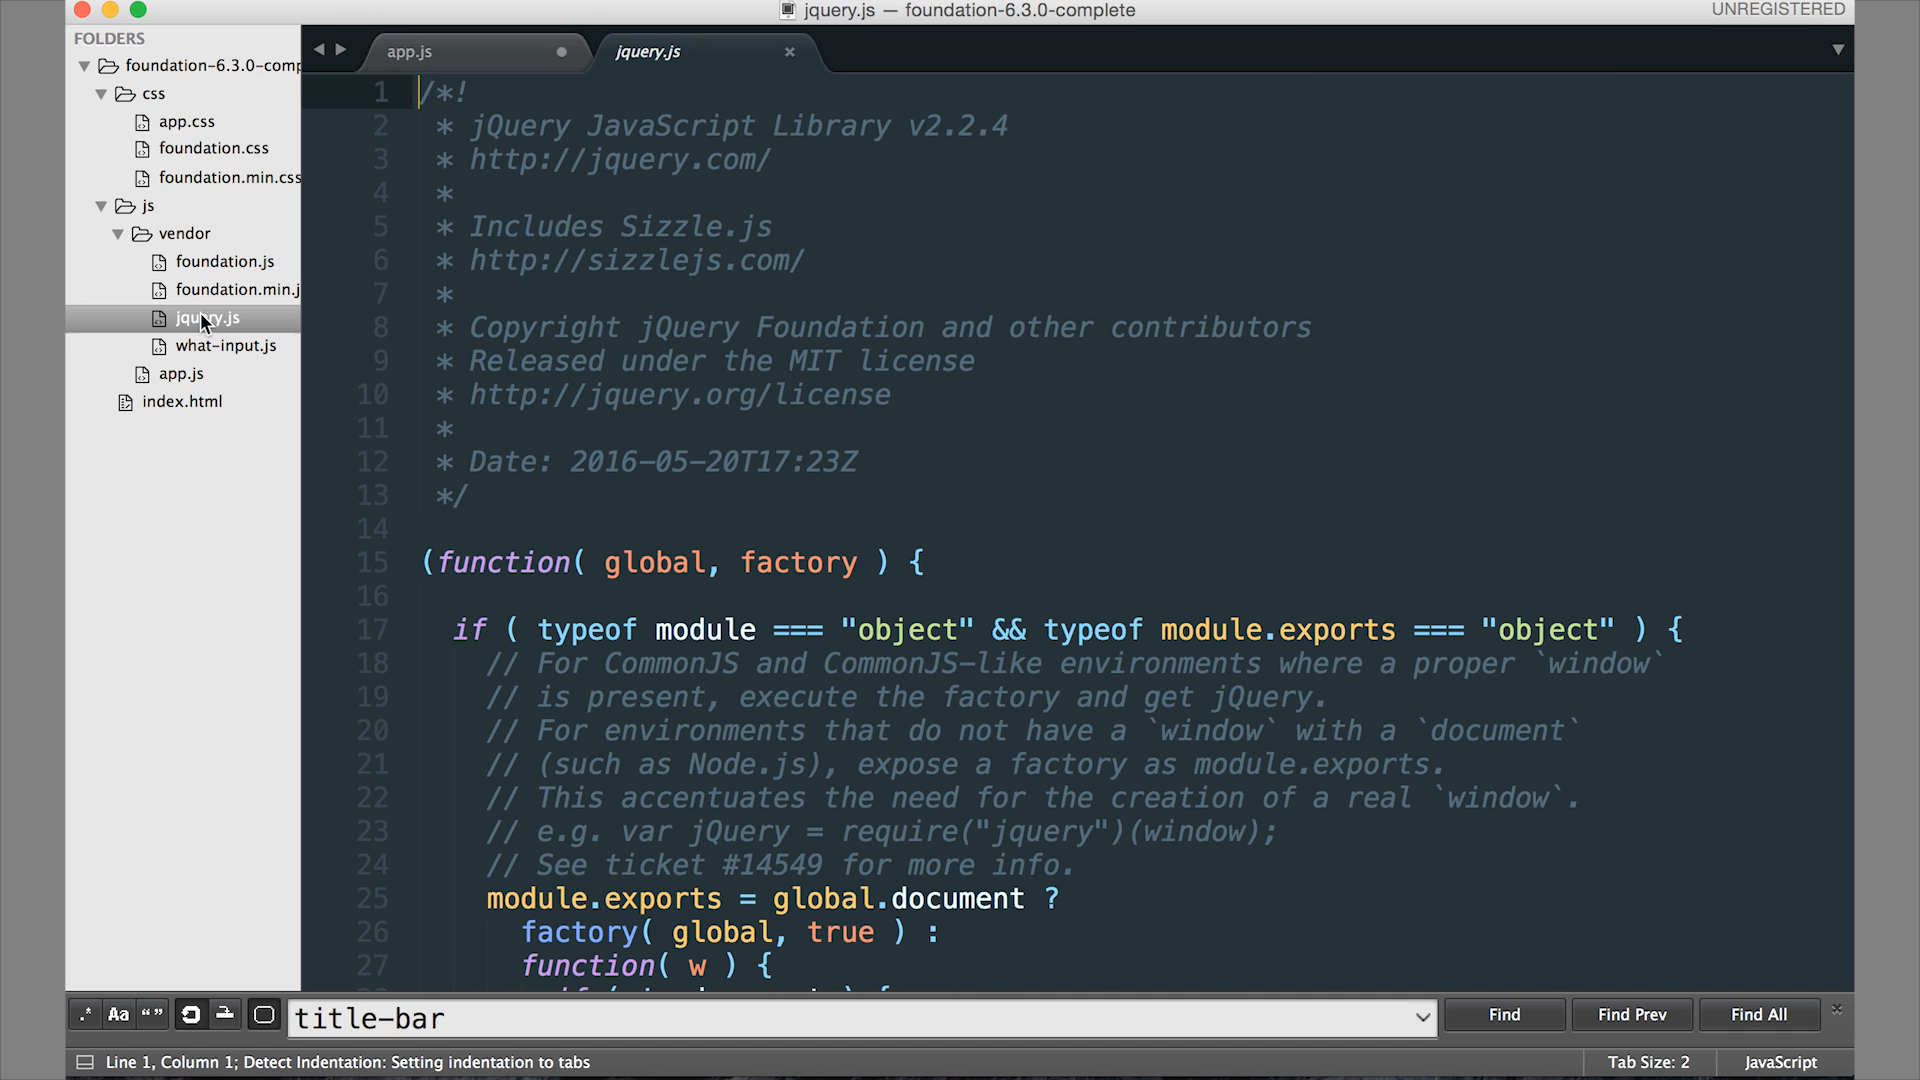 jquery.js — foundation-6.3.0-complete
UNREGISTERED
FOLDERS
foundation-6.3.0-comp
css
app.css
foundation.css
foundation.min.css
js
vendor
foundation.js
foundation.min.j
jquery.js
what-input.js
app.js
index.html
app.js
jquery.js
1 /*!
2 * jQuery JavaScript Library v2.2.4
3 * http://jquery.com/
4 *
5 * Includes Sizzle.js
6 * http://sizzlejs.com/
7 *
8 * Copyright jQuery Foundation and other contributors
9 * Released under the MIT license
10 * http://jquery.org/license
11 *
12 * Date: 2016-05-20T17:23Z
13 */
14
15 (function( global, factory ) {
16
17 if ( typeof module === "object" && typeof module.exports === "object" ) {
18 // For CommonJS and CommonJS-like environments where a proper `window`
19 // is present, execute the factory and get jQuery.
20 // For environments that do not have a `window` with a `document`
21 // (such as Node.js), expose a factory as module.exports.
22 // This accentuates the need for the creation of a real `window`.
23 // e.g. var jQuery = require("jquery")(window);
24 // See ticket #14549 for more info.
25 module.exports = global.document ?
26 factory( global, true ) :
27 function( w ) {
.* Aa “ ”
title-bar
Find
Find Prev
Find All
Line 1, Column 1; Detect Indentation: Setting indentation to tabs
Tab Size: 2
JavaScript